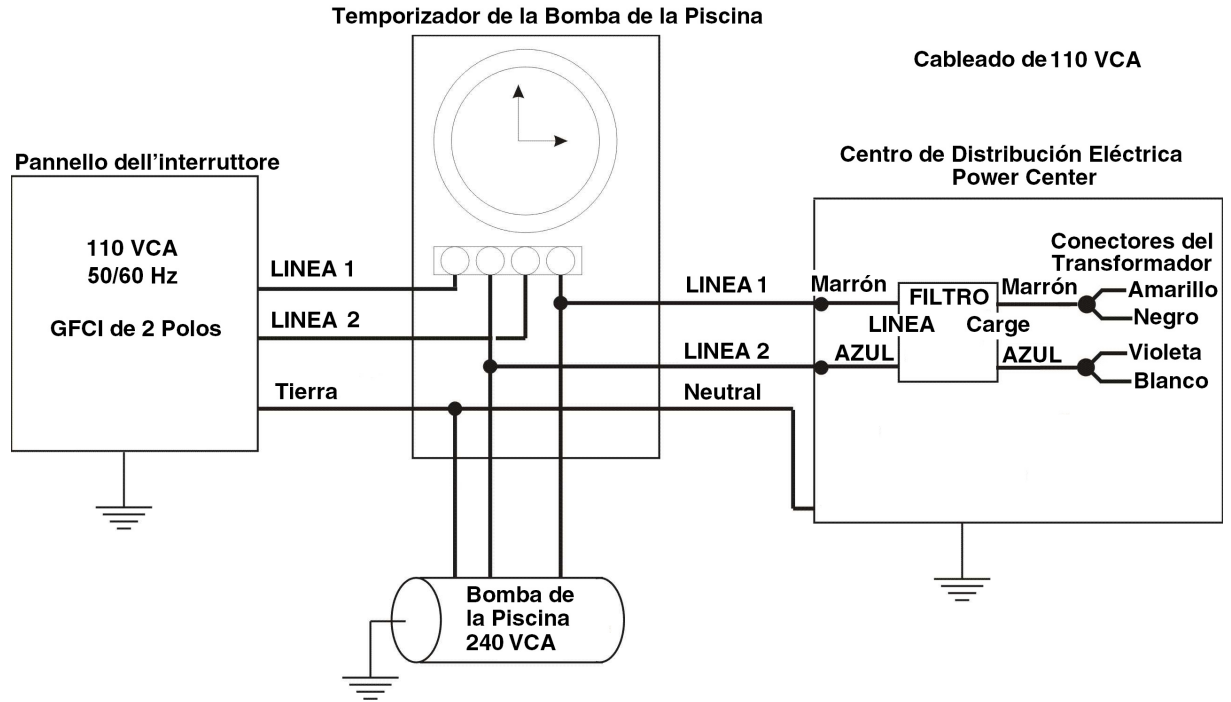 Temporizador de la Bomba de la Piscina
Cableado de 110 VCA
Pannello dell'interruttore
110 VCA
50/60 Hz
GFCI de 2 Polos
LINEA 1
LINEA 2
Tierra
LINEA 1
LINEA 2
Neutral
Centro de Distribución Eléctrica
Power Center
Conectores del
Transformador
Marrón
FILTRO
Marrón
Amarillo
Negro
LINEA
Carge
AZUL
AZUL
Violeta
Blanco
Bomba de
la Piscina
240 VCA